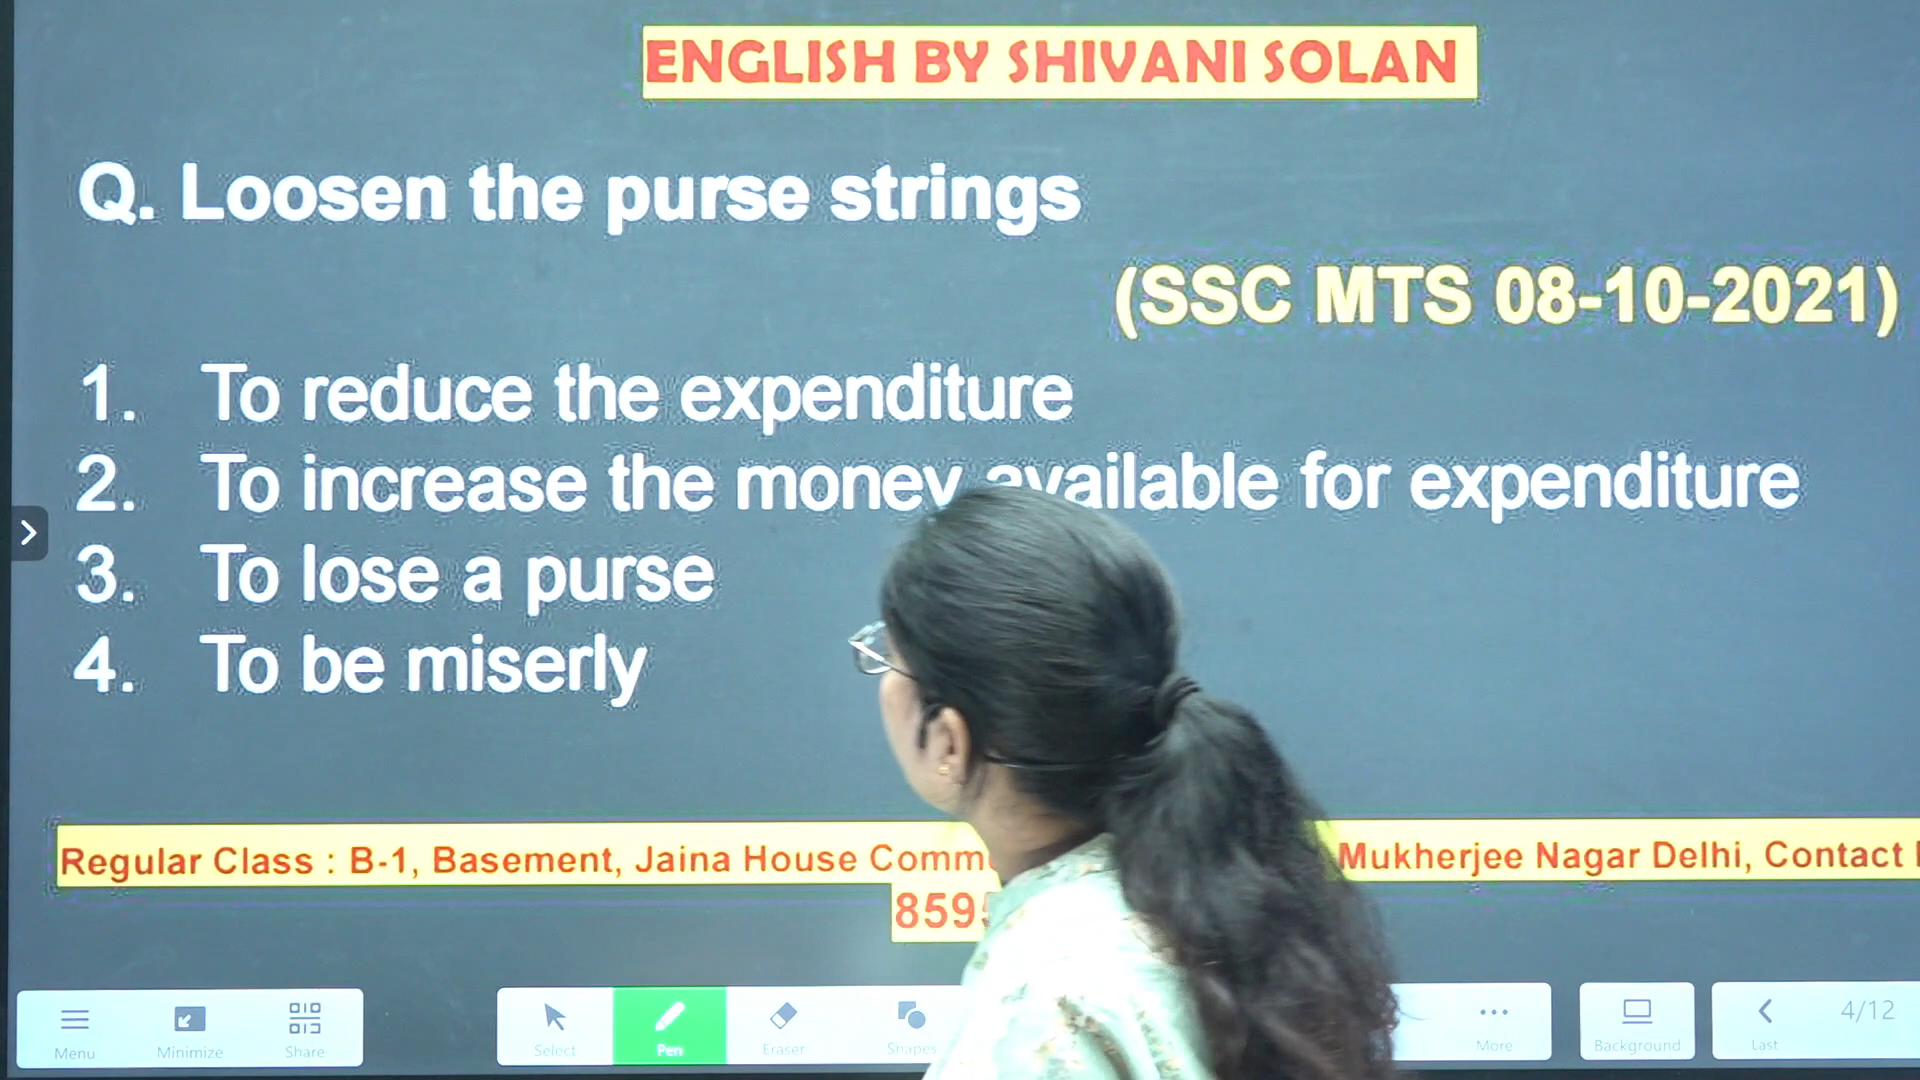 ENGLISH BY SHIVANI SOLAN
Q. Loosen the purse strings
(SSC MTS 08-10-2021)
1. To reduce the expenditure
2. To increase the money available for expenditure
3. To lose a purse
4. To be miserly
Regular Class : B-1, Basement, Jaina House Mukherjee Nagar Delhi, Contact
Menu Minimize Share Select Pen Eraser Shapes More Background Last 4/12